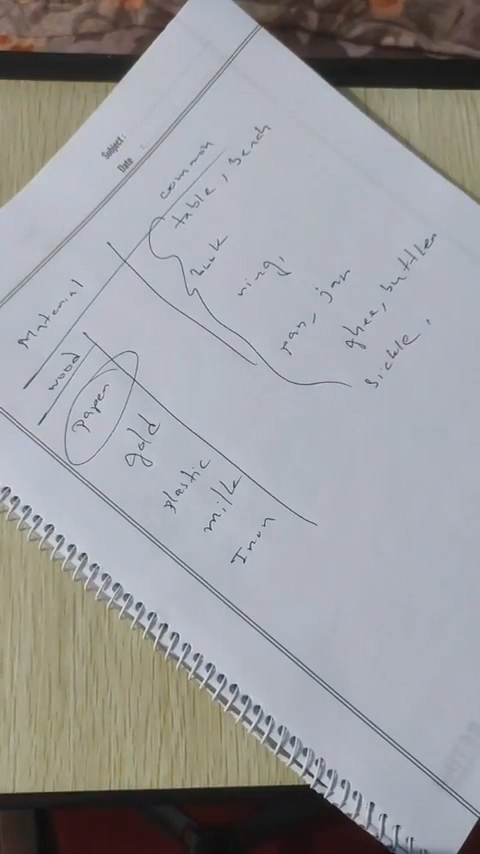 Subject :
Date :
Material common
wood table, bench
paper book
gold ring,
plastic pan, jar
milk ghee, buttler
Iron sickle,